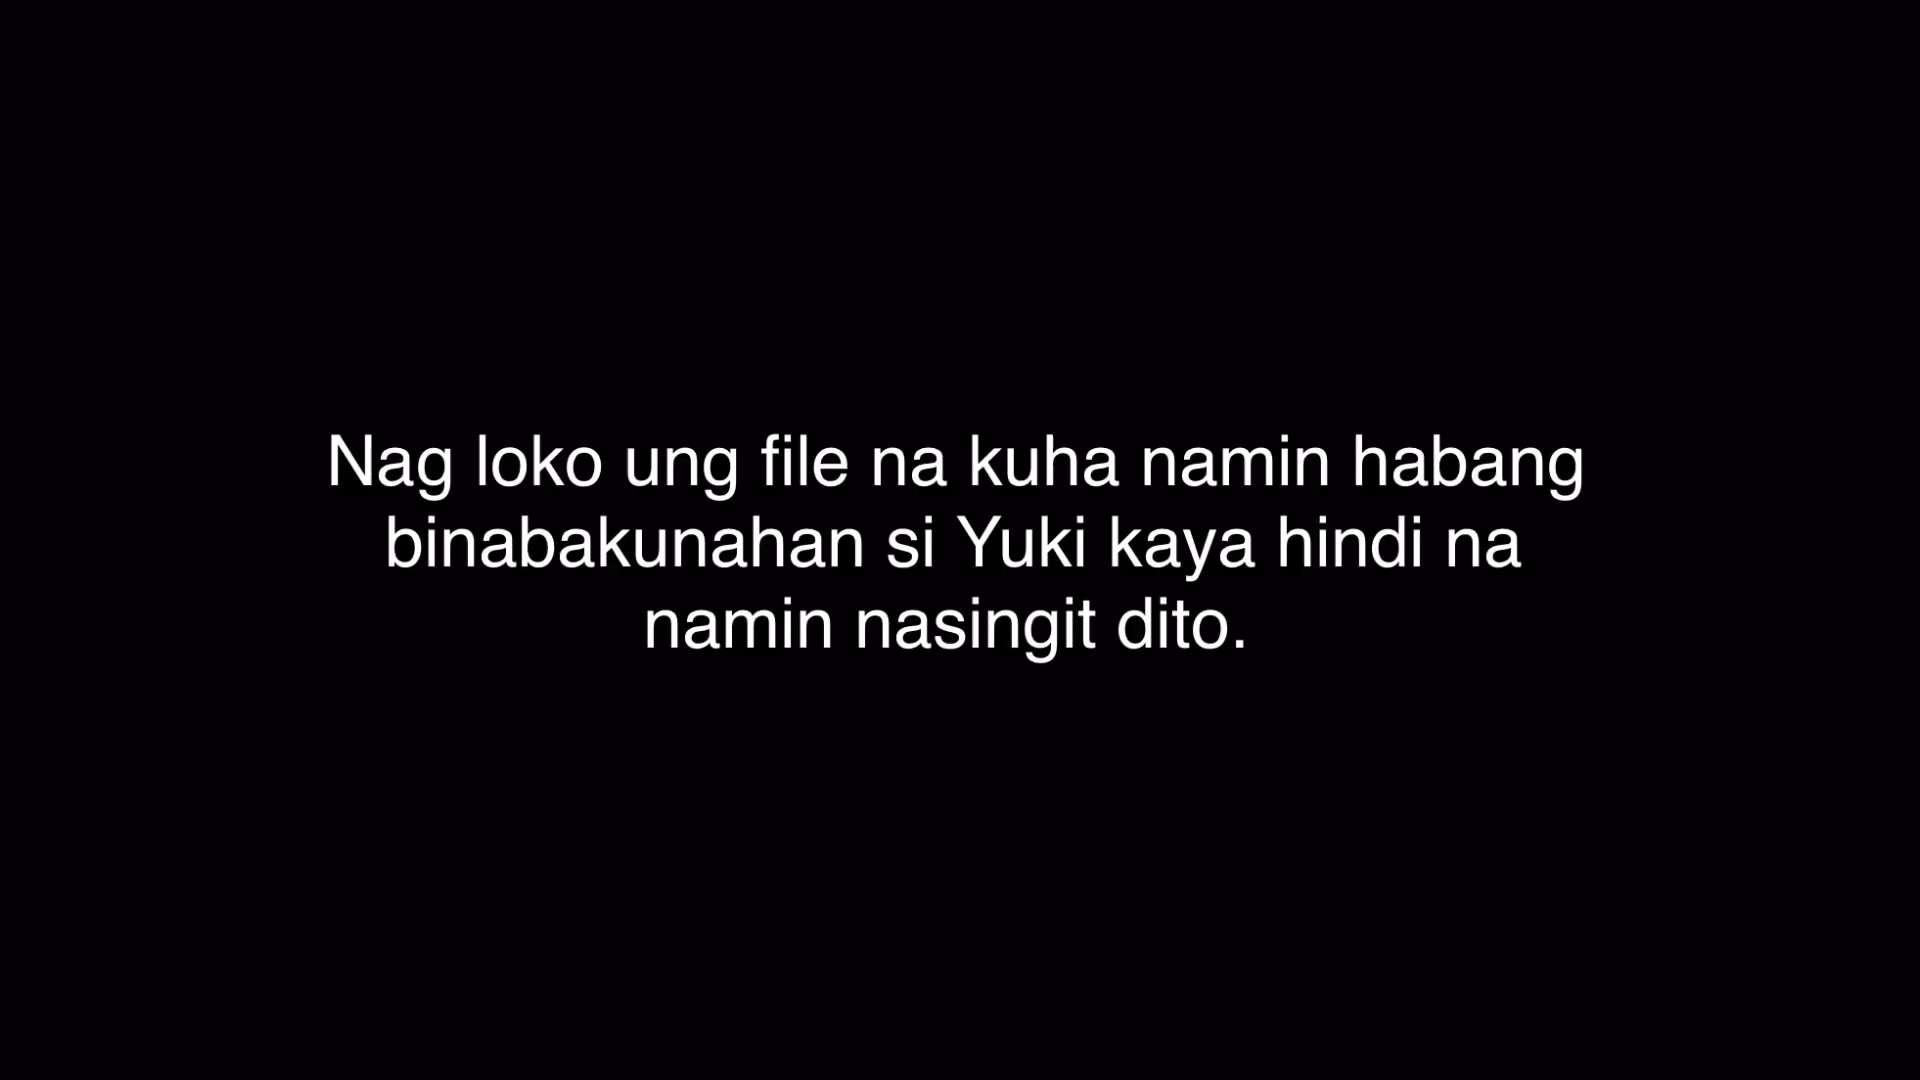 Nag loko ung file na kuha namin habang
binabakunahan si Yuki kaya hindi na
namin nasingit dito.